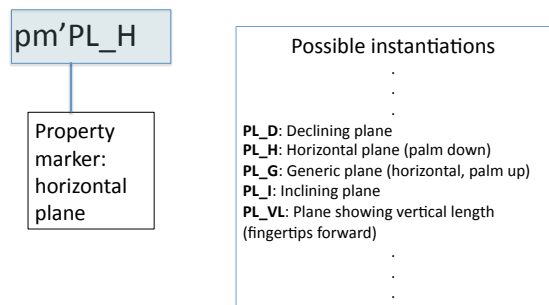 pm’PL_H
Property
marker:
horizontal
plane
Possible instantiations
.
.
.
PL_D: Declining plane
PL_H: Horizontal plane (palm down)
PL_G: Generic plane (horizontal, palm up)
PL_I: Inclining plane
PL_VL: Plane showing vertical length
(fingertips forward)
.
.
.